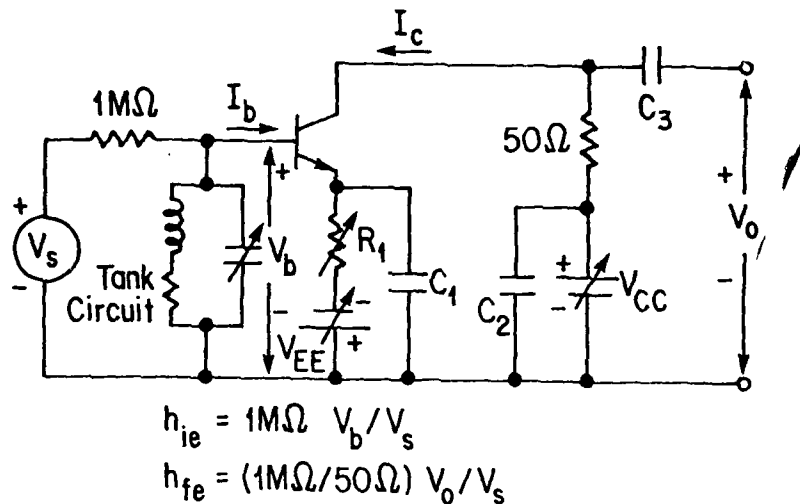 I_c
1MΩ
I_b
C_3
50Ω
+
+
+
V_s
-
Tank
Circuit
V_b
R_1
-
-
V_EE
+
C_1
C_2
+
-
V_CC
V_o
-
h_ie = 1MΩ V_b/V_s
h_fe = (1MΩ/50Ω) V_o/V_s